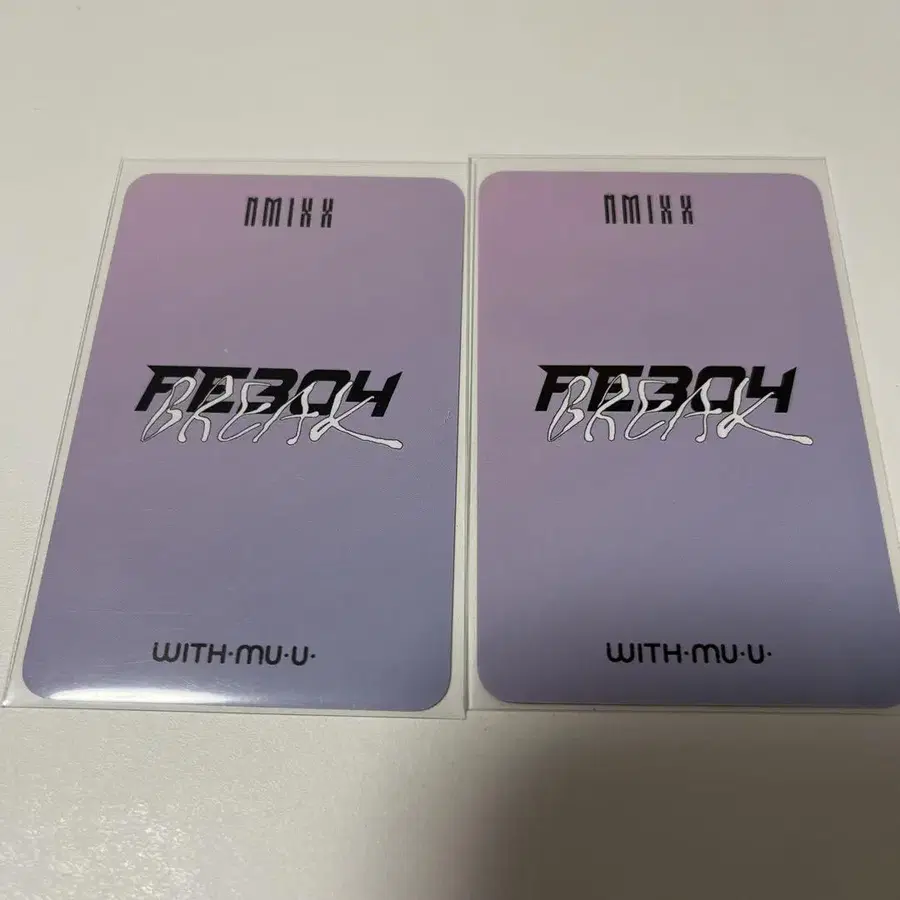 NMIXX
FE3O4
BREAK
WITH·MU·U·
NMIXX
FE3O4
BREAK
WITH·MU·U·